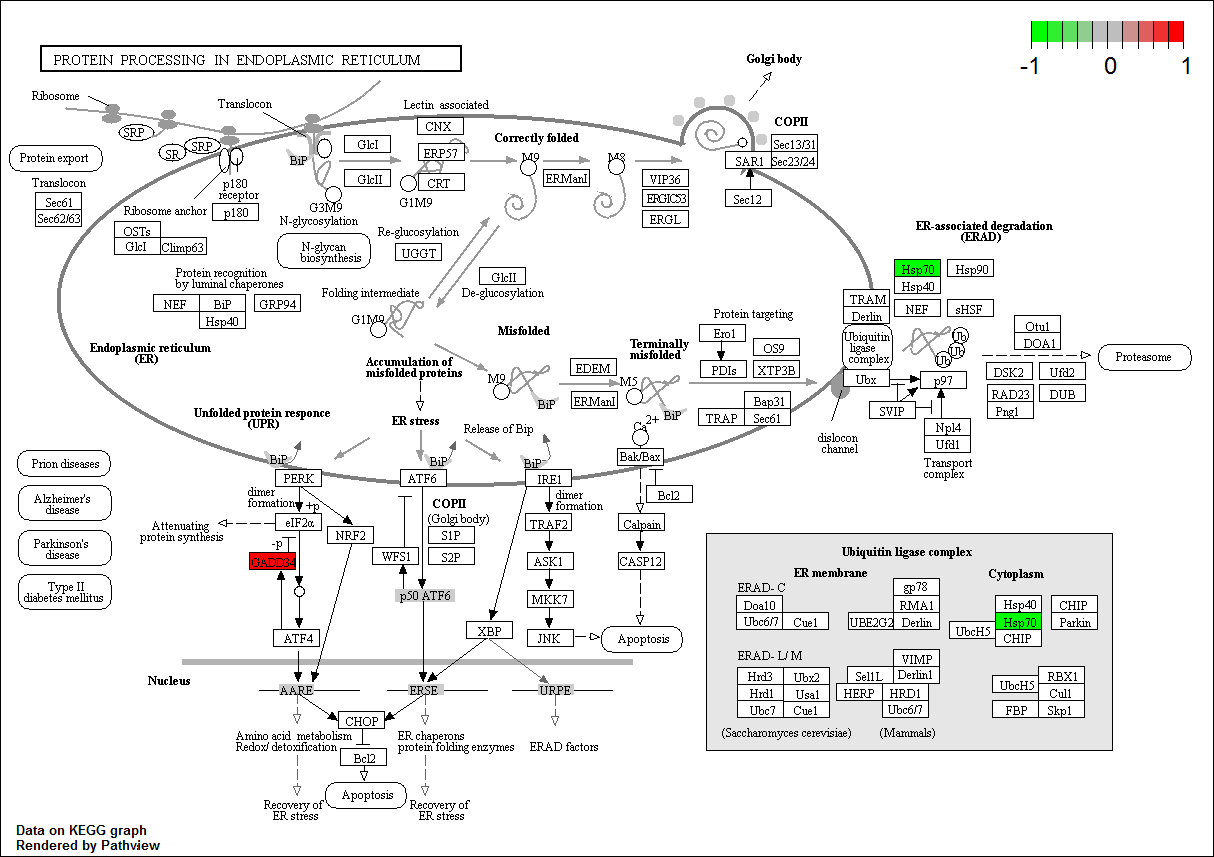 -1
0
1
PROTEIN PROCESSING IN ENDOPLASMIC RETICULUM
Golgi body
Ribosome
Translocon
Lectin associated
COPII
SRP
SR
SRP
BiP
GlcI
GlcII
CNX
ERP57
CRT
G1M9
G3M9
N-glycosylation
Correctly folded
M9
M8
ERManI
VIP36
ERGIC53
ERGL
SAR1
Sec13/31
Sec23/24
Sec12
Protein export
Translocon
Sec61
Sec62/63
p180
receptor
p180
Ribosome anchor
OSTs
GlcI
Climp63
N-glycan
biosynthesis
Re-glucosylation
UGGT
GlcII
De-glucosylation
ER-associated degradation
(ERAD)
Hsp70
Hsp90
Hsp40
NEF
sHSF
Protein recognition
by luminal chaperones
NEF
BiP
GRP94
Hsp40
Folding intermediate
G1M9
TRAM
Derlin
Ubiquitin
ligase
complex
Ubx
Ub
Ub
Ub
p97
SVIP
Npl4
Ufd1
Transport
complex
Otu1
DOA1
Proteasome
DSK2
Ufd2
RAD23
DUB
Png1
Endoplasmic reticulum
(ER)
Misfolded
Accumulation of
misfolded proteins
M9
BiP
EDEM
ERManI
Terminally
misfolded
M5
BiP
Protein targeting
Ero1
OS9
PDIs
XTP3B
Bap31
TRAP
Sec61
dislocon
channel
Unfolded protein responce
(UPR)
ER stress
Release of Bip
Ca2+
Bak/Bax
Bcl2
Calpain
CASP12
Apoptosis
BiP
PERK
BiP
ATF6
BiP
IRE1
Prion diseases
Alzheimer's
disease
Parkinson's
disease
Type II
diabetes mellitus
dimer
formation
+p
eIF2α
-p
NRF2
Attenuating
protein synthesis
GADD34
ATF4
COPII
(Golgi body)
S1P
S2P
WFS1
p50 ATF6
dimer
formation
TRAF2
ASK1
MKK7
JNK
XBP
Nucleus
AARE
ERSE
URPE
CHOP
Amino acid metabolism
Redox/ detoxification
ER chaperons
protein folding enzymes
ERAD factors
Bcl2
Apoptosis
Recovery of
ER stress
Recovery of
ER stress
Ubiquitin ligase complex
ER membrane
Cytoplasm
ERAD- C
Doa10
Ubc6/7
Cue1
gp78
RMA1
UBE2G2
Derlin
UbcH5
Hsp40
Hsp70
CHIP
CHIP
Parkin
ERAD- L/ M
Hrd3
Ubx2
Hrd1
Usa1
Ubc7
Cue1
VIMP
Sel1L
Derlin1
HERP
HRD1
Ubc6/7
UbcH5
RBX1
Cul1
FBP
Skp1
(Saccharomyces cerevisiae)
(Mammals)
Data on KEGG graph
Rendered by Pathview